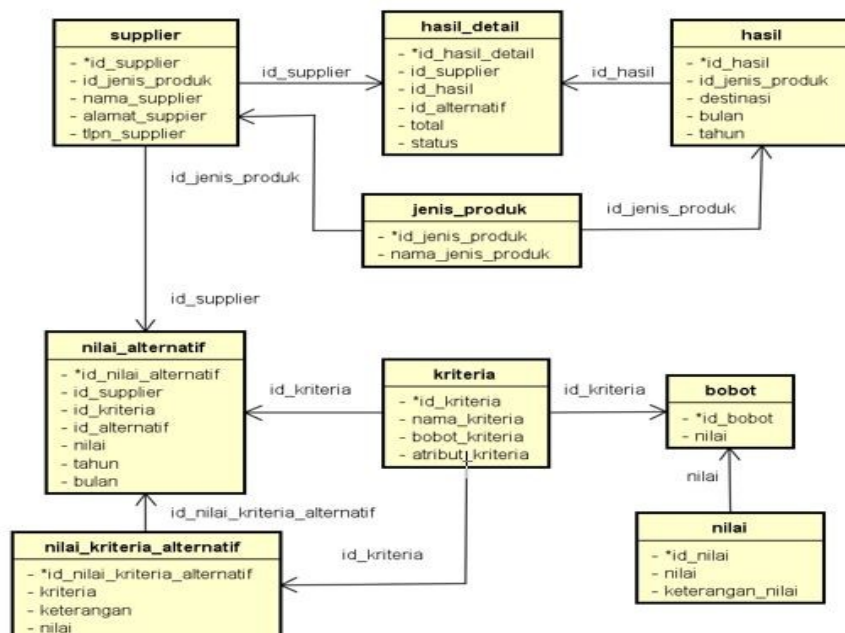 supplier
- *id_supplier
- id_jenis_produk
- nama_supplier
- alamat_suppier
- tlpn_supplier
id_supplier
hasil_detail
- *id_hasil_detail
- id_supplier
- id_hasil
- id_alternatif
- total
- status
id_hasil
hasil
- *id_hasil
- id_jenis_produk
- destinasi
- bulan
- tahun
id_jenis_produk
jenis_produk
- *id_jenis_produk
- nama_jenis_produk
id_jenis_produk
id_supplier
nilai_alternatif
- *id_nilai_alternatif
- id_supplier
- id_kriteria
- id_alternatif
- nilai
- tahun
- bulan
id_kriteria
kriteria
- *id_kriteria
- nama_kriteria
- bobot_kriteria
- atribut_kriteria
id_kriteria
bobot
- *id_bobot
- nilai
nilai
id_nilai_kriteria_alternatif
nilai_kriteria_alternatif
- *id_nilai_kriteria_alternatif
- kriteria
- keterangan
- nilai
id_kriteria
nilai
- *id_nilai
- nilai
- keterangan_nilai